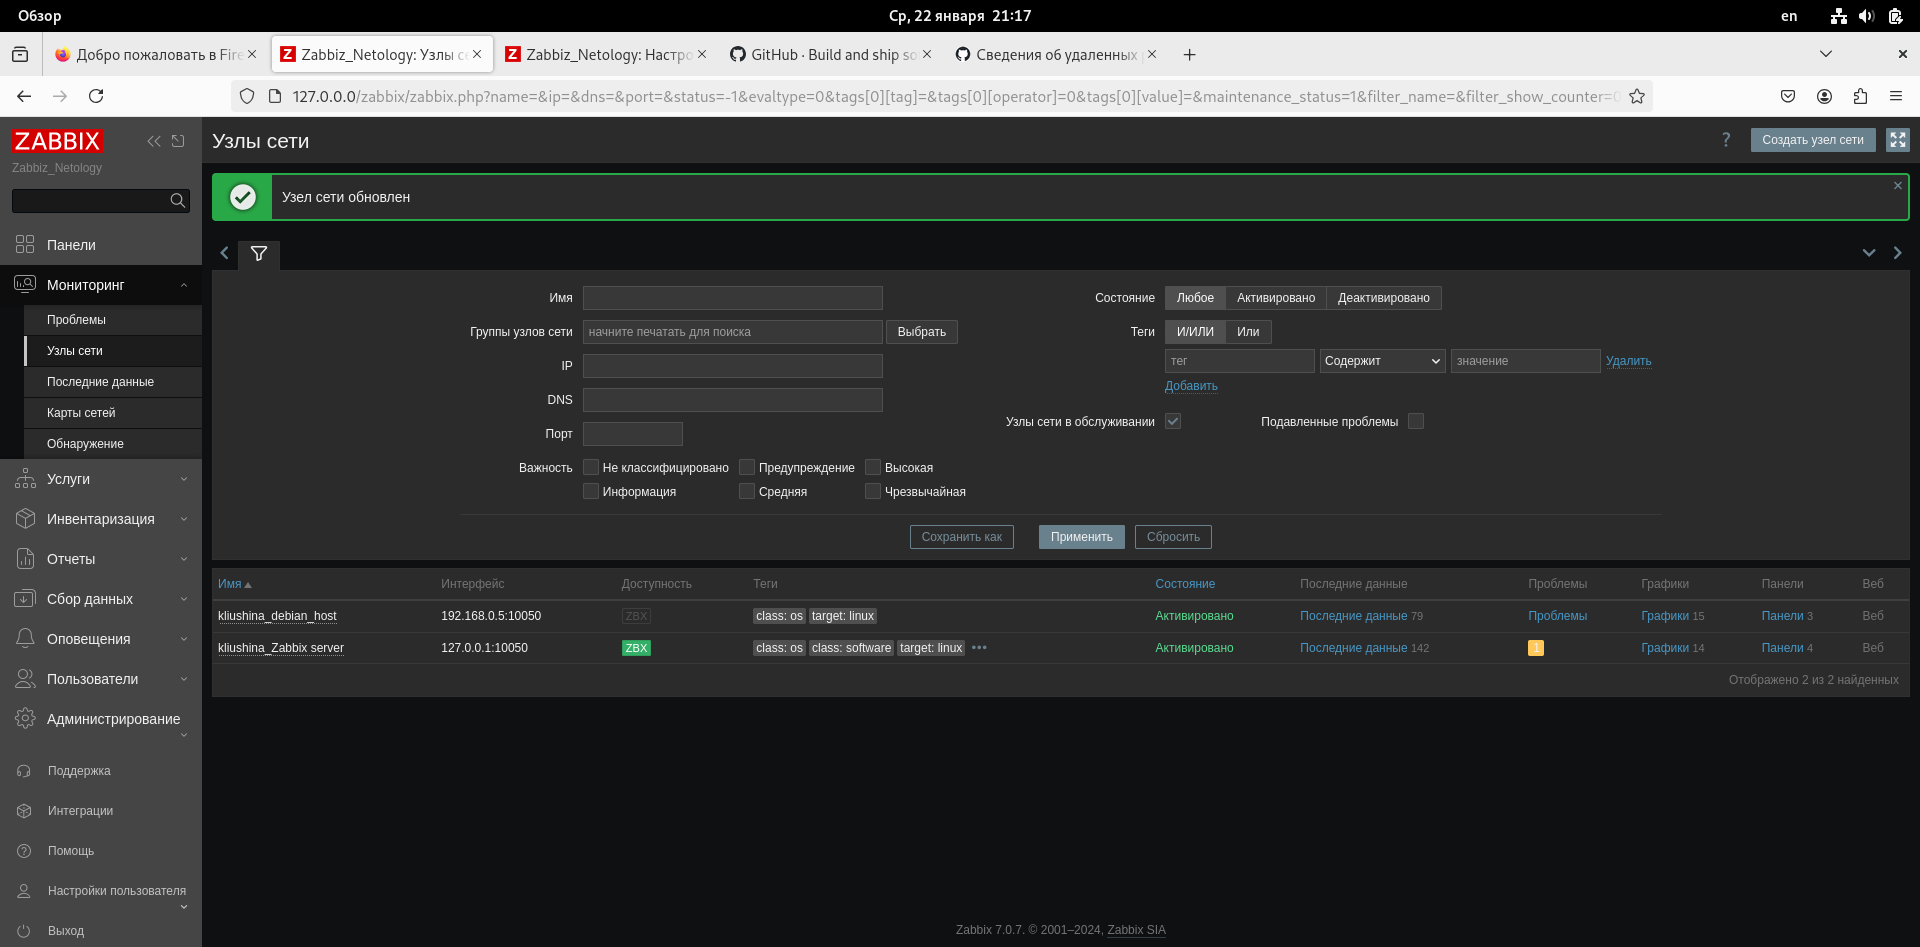 Обзор
Ср, 22 января 21:17
en
Добро пожаловать в Fire
Zabbiz_Netology: Узлы се
Zabbiz_Netology: Настро
GitHub · Build and ship so
Сведения об удаленных
127.0.0.0/zabbix/zabbix.php?name=&ip=&dns=&port=&status=-1&evaltype=0&tags[0][tag]=&tags[0][operator]=0&tags[0][value]=&maintenance_status=1&filter_name=&filter_show_counter=0
ZABBIX
Zabbiz_Netology
Панели
Мониторинг
Проблемы
Узлы сети
Последние данные
Карты сетей
Обнаружение
Услуги
Инвентаризация
Отчеты
Сбор данных
Оповещения
Пользователи
Администрирование
Поддержка
Интеграции
Помощь
Настройки пользователя
Выход
Узлы сети
? Создать узел сети
Узел сети обновлен
Имя
Группы узлов сети начните печатать для поиска Выбрать
IP
DNS
Порт
Важность Не классифицировано Предупреждение Высокая
Информация Средняя Чрезвычайная
Состояние Любое Активировано Деактивировано
Теги И/ИЛИ Или
тег Содержит значение Удалить
Добавить
Узлы сети в обслуживании Подавленные проблемы
Сохранить как Применить Сбросить
Имя Интерфейс Доступность Теги Состояние Последние данные Проблемы Графики Панели Веб
kliushina_debian_host 192.168.0.5:10050 ZBX class: os target: linux Активировано Последние данные 79 Проблемы Графики 15 Панели 3 Веб
kliushina_Zabbix server 127.0.0.1:10050 ZBX class: os class: software target: linux ••• Активировано Последние данные 142 1 Графики 14 Панели 4 Веб
Отображено 2 из 2 найденных
Zabbix 7.0.7. © 2001–2024, Zabbix SIA